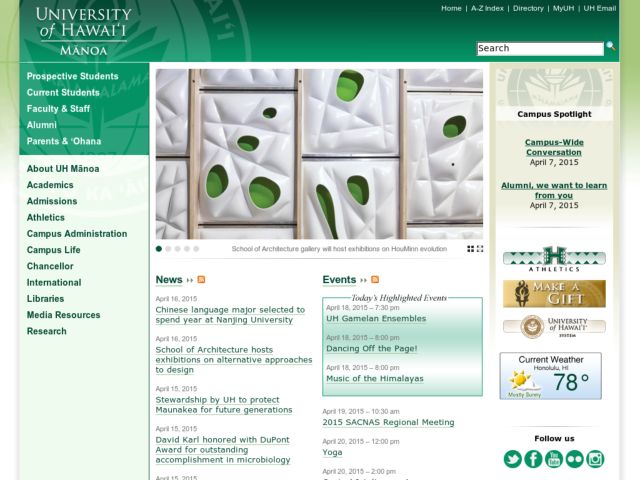 UNIVERSITY
of HAWAIʻI
MĀNOA
Home | A-Z Index | Directory | MyUH | UH Email
Search
Prospective Students
Current Students
Faculty & Staff
Alumni
Parents & ʻOhana
About UH Mānoa
Academics
Admissions
Athletics
Campus Administration
Campus Life
Chancellor
International
Libraries
Media Resources
Research
School of Architecture gallery will host exhibitions on HouMinn evolution
News
April 16, 2015
Chinese language major selected to
spend year at Nanjing University
April 16, 2015
School of Architecture hosts
exhibitions on alternative approaches
to design
April 15, 2015
Stewardship by UH to protect
Maunakea for future generations
April 15, 2015
David Karl honored with DuPont
Award for outstanding
accomplishment in microbiology
April 15, 2015
Events
Today's Highlighted Events
April 18, 2015 – 7:30 pm
UH Gamelan Ensembles
April 18, 2015 – 8:00 pm
Dancing Off the Page!
April 18, 2015 – 8:00 pm
Music of the Himalayas
April 19, 2015 – 10:30 am
2015 SACNAS Regional Meeting
April 20, 2015 – 12:00 pm
Yoga
April 20, 2015 – 2:00 pm
Campus Spotlight
Campus-Wide
Conversation
April 7, 2015
Alumni, we want to learn
from you
April 7, 2015
H
ATHLETICS
MAKE A
GIFT
UNIVERSITY
of HAWAIʻI
SYSTEM
Current Weather
Honolulu, HI
78°
Mostly Sunny
Follow us
You
Tube